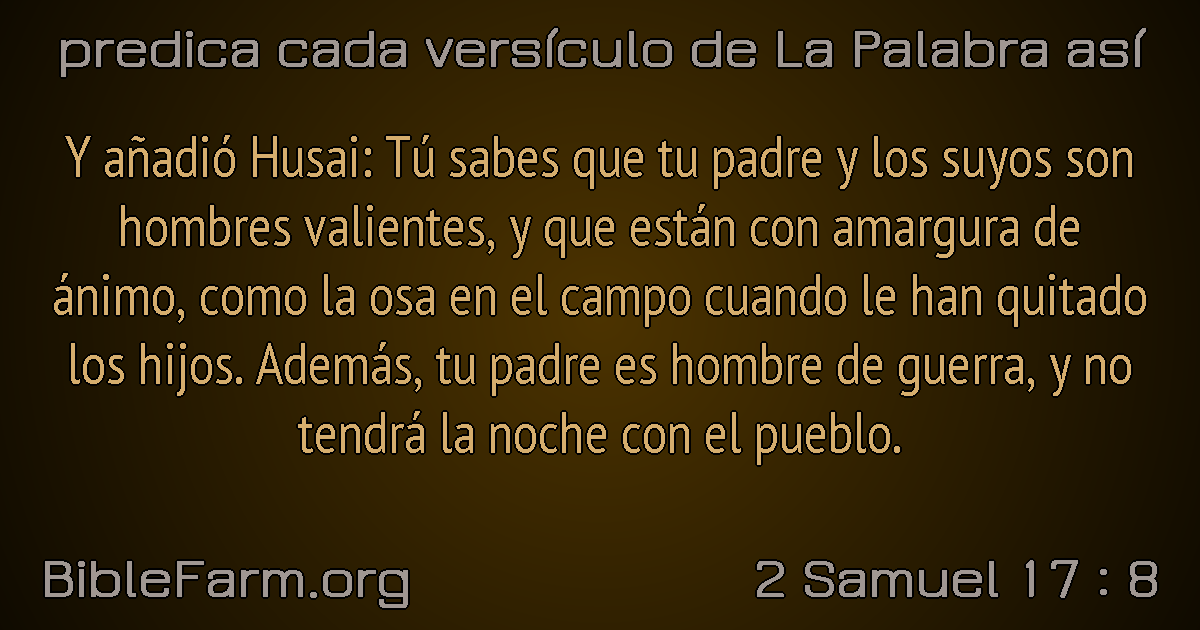 predica cada versículo de La Palabra así
Y añadió Husai: Tú sabes que tu padre y los suyos son
hombres valientes, y que están con amargura de
ánimo, como la osa en el campo cuando le han quitado
los hijos. Además, tu padre es hombre de guerra, y no
tendrá la noche con el pueblo.
BibleFarm.org
2 Samuel 17 : 8